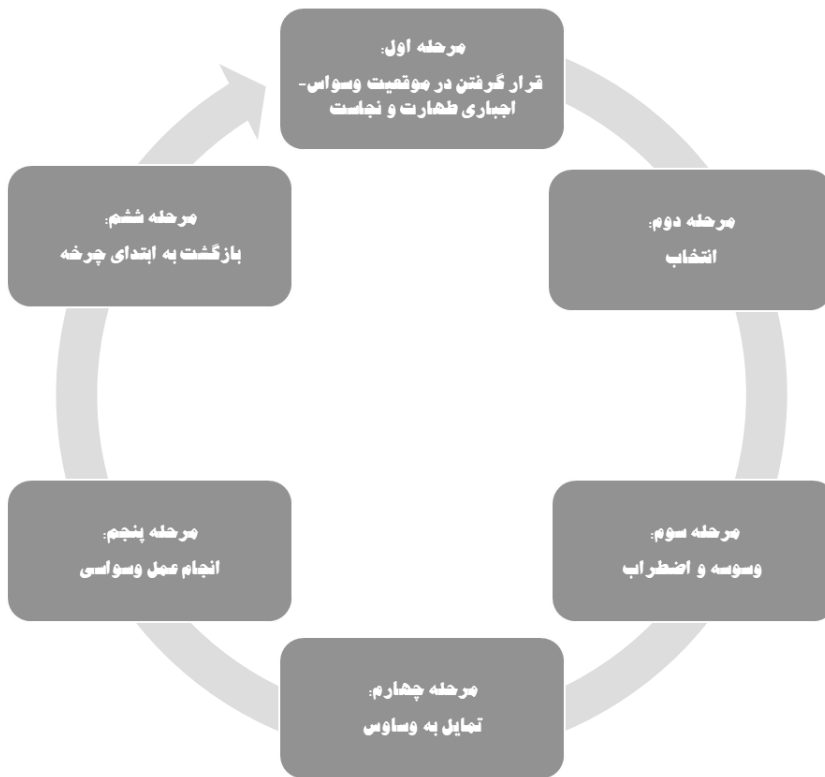 مرحله اول:
قرار گرفتن در موقعیت وسواس-
اجباری طهارت و نجاست
مرحله دوم:
انتخاب
مرحله سوم:
وسوسه و اضطراب
مرحله چهارم:
تمایل به وساوس
مرحله پنجم:
انجام عمل وسواسی
مرحله ششم:
بازگشت به ابتدای چرخه